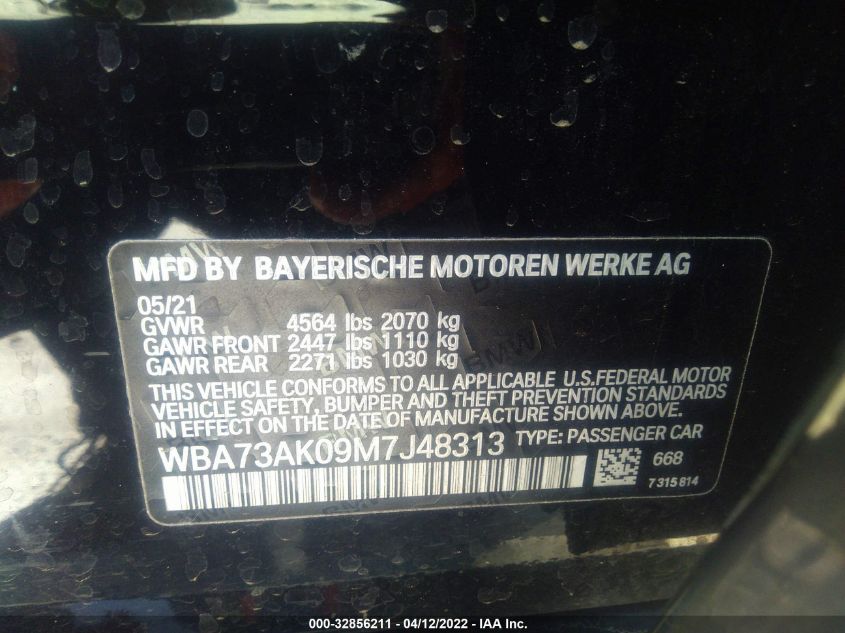 MFD BY BAYERISCHE MOTOREN WERKE AG
05/21
GVWR 4564 lbs 2070 kg
GAWR FRONT 2447 lbs 1110 kg
GAWR REAR 2271 lbs 1030 kg
THIS VEHICLE CONFORMS TO ALL APPLICABLE U.S.FEDERAL MOTOR
VEHICLE SAFETY, BUMPER AND THEFT PREVENTION STANDARDS
IN EFFECT ON THE DATE OF MANUFACTURE SHOWN ABOVE.
WBA73AK09M7J48313 TYPE: PASSENGER CAR
668
7315814
000-32856211 - 04/12/2022 - IAA Inc.